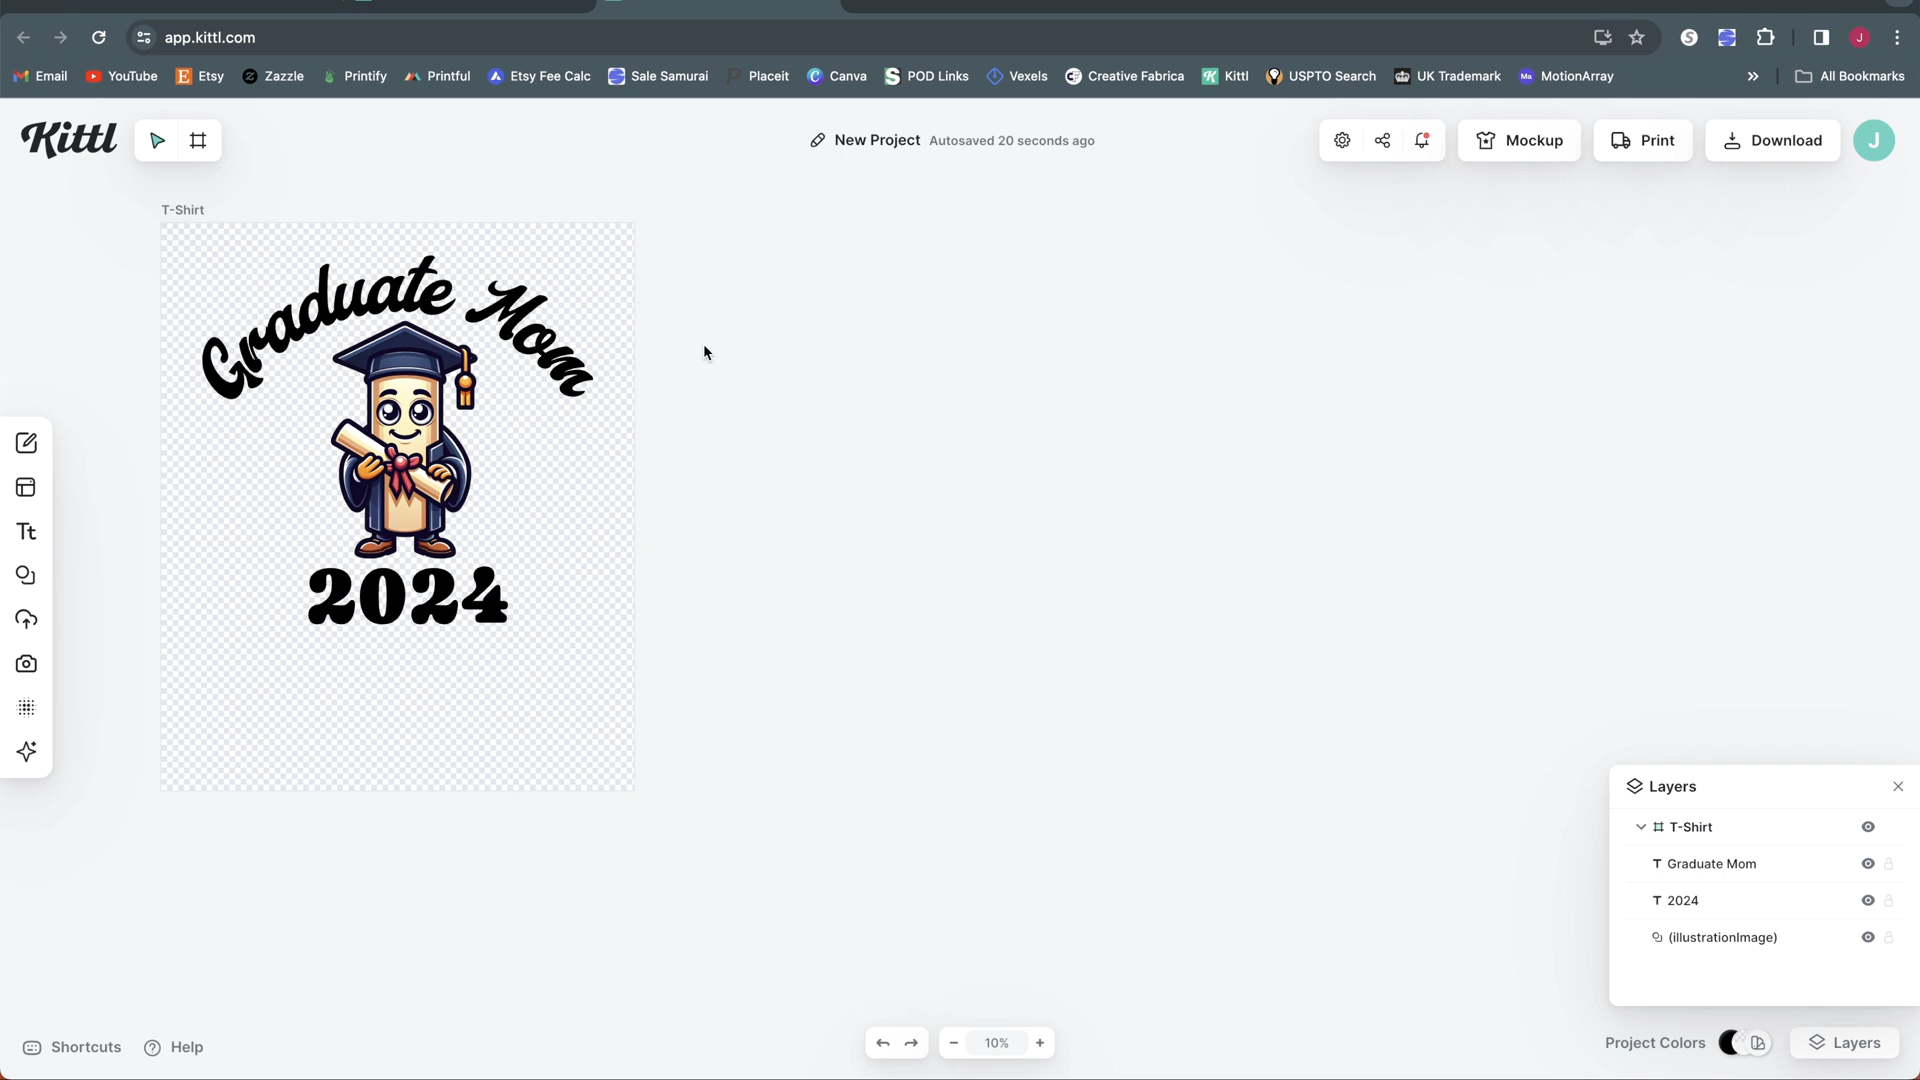 app.kittl.com
J
Email
YouTube
Etsy
Zazzle
Printify
Printful
Etsy Fee Calc
Sale Samurai
Placeit
Canva
POD Links
Vexels
Creative Fabrica
Kittl
USPTO Search
UK Trademark
MotionArray
All Bookmarks
Kittl
New Project
Autosaved 20 seconds ago
Mockup
Print
Download
J
T-Shirt
Graduate Mom
2024
Tt
Layers
T-Shirt
T Graduate Mom
T 2024
(illustrationImage)
Shortcuts
Help
10%
Project Colors
Layers